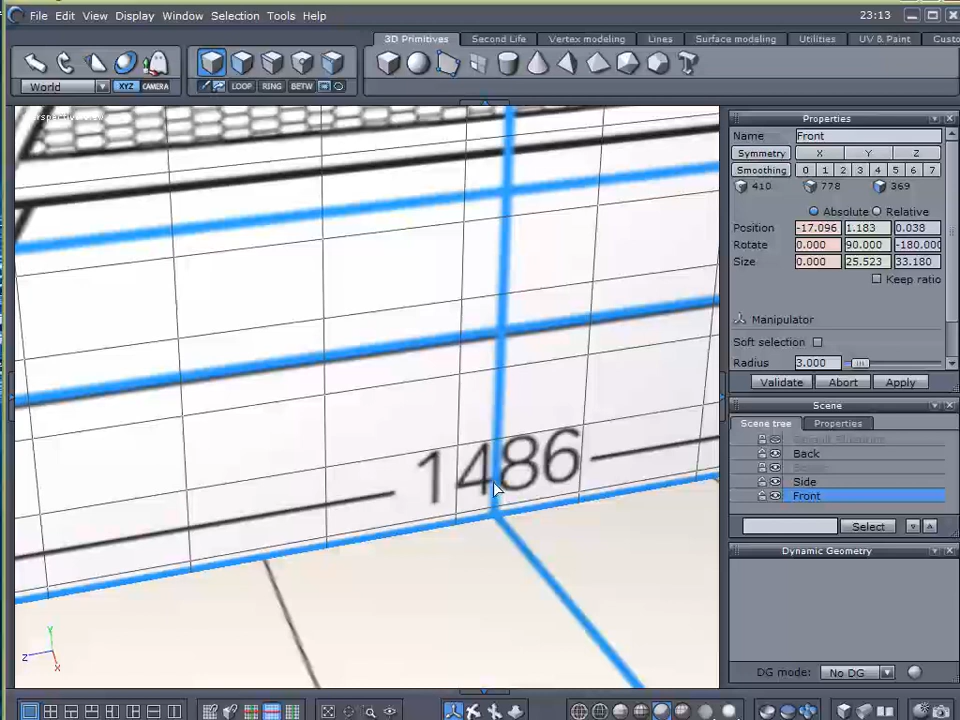 File Edit View Display Window Selection Tools Help 23:13
3D Primitives Second Life Vertex modeling Lines Surface modeling Utilities UV & Paint Custo
World XYZ CAMERA LOOP RING BETW
Properties
Name Front
Symmetry X Y Z
Smoothing 0 1 2 3 4 5 6 7
410 778 369
Absolute Relative
Position -17.096 1.183 0.038
Rotate 0.000 90.000 -180.000
Size 0.000 25.523 33.180
Keep ratio
Manipulator
Soft selection
Radius 3.000
Validate Abort Apply
Scene
Scene tree Properties
Back
Side
Front
Select
Dynamic Geometry
DG mode: No DG
1486
Y
Z
X